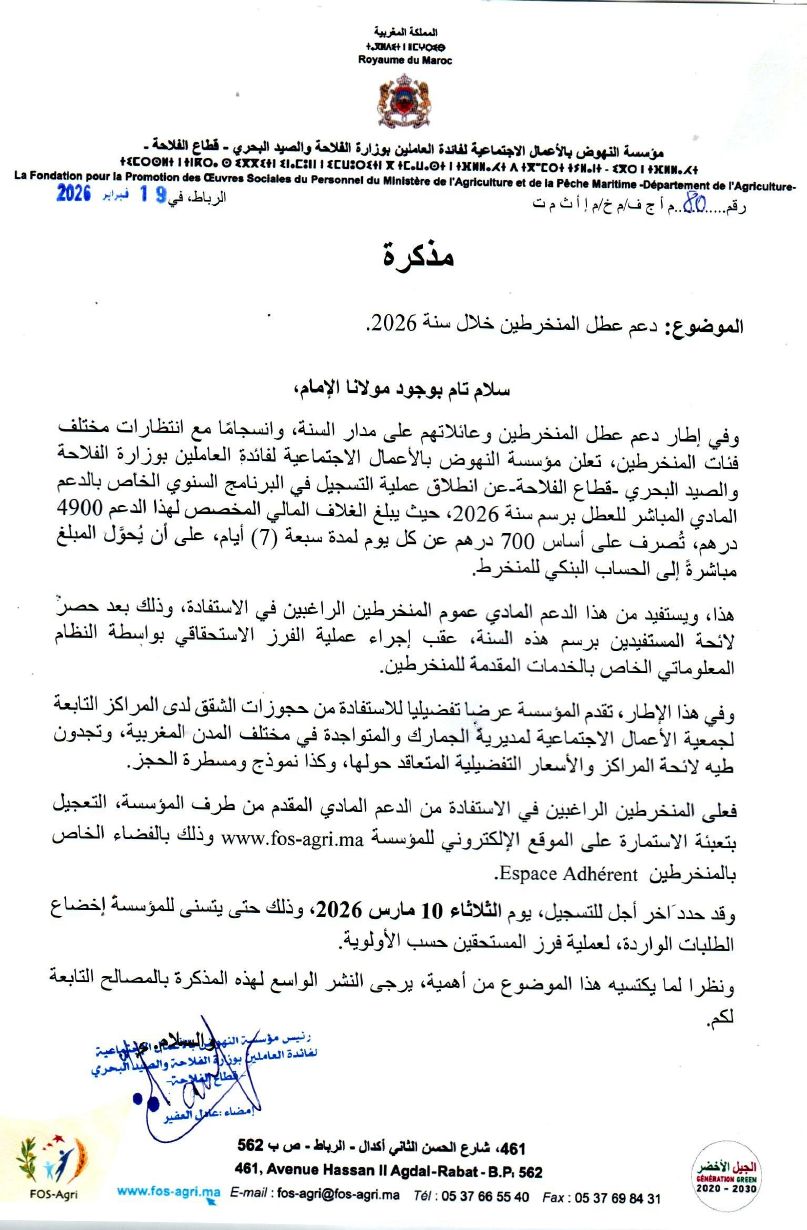 المملكة المغربية
ⵜⴰⴳⵍⴷⵉⵜ ⵏ ⵍⵎⵖⵔⵉⴱ
Royaume du Maroc
مؤسسة النهوض بالأعمال الاجتماعية لفائدة العاملين بوزارة الفلاحة والصيد البحري - قطاع الفلاحة -
La Fondation pour la Promotion des Œuvres Sociales du Personnel du Ministère de l'Agriculture et de la Pêche Maritime -Département de l'Agriculture-
رقم.....80..م أ ج ف/م خ/م إ أ ث م ت
الرباط، في 19 فبراير 2026
مذكرة
الموضوع: دعم عطل المنخرطين خلال سنة 2026.
سلام تام بوجود مولانا الإمام،
وفي إطار دعم عطل المنخرطين وعائلاتهم على مدار السنة، وانسجامًا مع انتظارات مختلف
فئات المنخرطين، تعلن مؤسسة النهوض بالأعمال الاجتماعية لفائدة العاملين بوزارة الفلاحة
والصيد البحري -قطاع الفلاحة-عن انطلاق عملية التسجيل في البرنامج السنوي الخاص بالدعم
المادي المباشر للعطل برسم سنة 2026، حيث يبلغ الغلاف المالي المخصص لهذا الدعم 4900
درهم، تُصرف على أساس 700 درهم عن كل يوم لمدة سبعة (7) أيام، على أن يُحوَّل المبلغ
مباشرةً إلى الحساب البنكي للمنخرط.
هذا، ويستفيد من هذا الدعم المادي عموم المنخرطين الراغبين في الاستفادة، وذلك بعد حصر
لائحة المستفيدين برسم هذه السنة، عقب إجراء عملية الفرز الاستحقاقي بواسطة النظام
المعلوماتي الخاص بالخدمات المقدمة للمنخرطين.
وفي هذا الإطار، تقدم المؤسسة عرضا تفضيليا للاستفادة من حجوزات الشقق لدى المراكز التابعة
لجمعية الأعمال الاجتماعية لمديرية الجمارك والمتواجدة في مختلف المدن المغربية، وتجدون
طيه لائحة المراكز والأسعار التفضيلية المتعاقد حولها، وكذا نموذج ومسطرة الحجز.
فعلى المنخرطين الراغبين في الاستفادة من الدعم المادي المقدم من طرف المؤسسة، التعجيل
بتعبئة الاستمارة على الموقع الإلكتروني للمؤسسة www.fos-agri.ma وذلك بالفضاء الخاص
بالمنخرطين Espace Adhérent.
وقد حدد آخر أجل للتسجيل، يوم الثلاثاء 10 مارس 2026، وذلك حتى يتسنى للمؤسسة إخضاع
الطلبات الواردة، لعملية فرز المستحقين حسب الأولوية.
ونظرا لما يكتسيه هذا الموضوع من أهمية، يرجى النشر الواسع لهذه المذكرة بالمصالح التابعة
لكم.
والسلام
رئيس مؤسسة النهوض بالأعمال الاجتماعية
لفائدة العاملين بوزارة الفلاحة والصيد البحري
-قطاع الفلاحة-
إمضاء :عادل العفير
461، شارع الحسن الثاني أكدال - الرباط - ص ب 562
461, Avenue Hassan II Agdal-Rabat - B.P: 562
www.fos-agri.ma E-mail : fos-agri@fos-agri.ma Tél : 05 37 66 55 40 Fax : 05 37 69 84 31
FOS-Agri
الجيل الأخضر
GÉNÉRATION GREEN
2020 - 2030